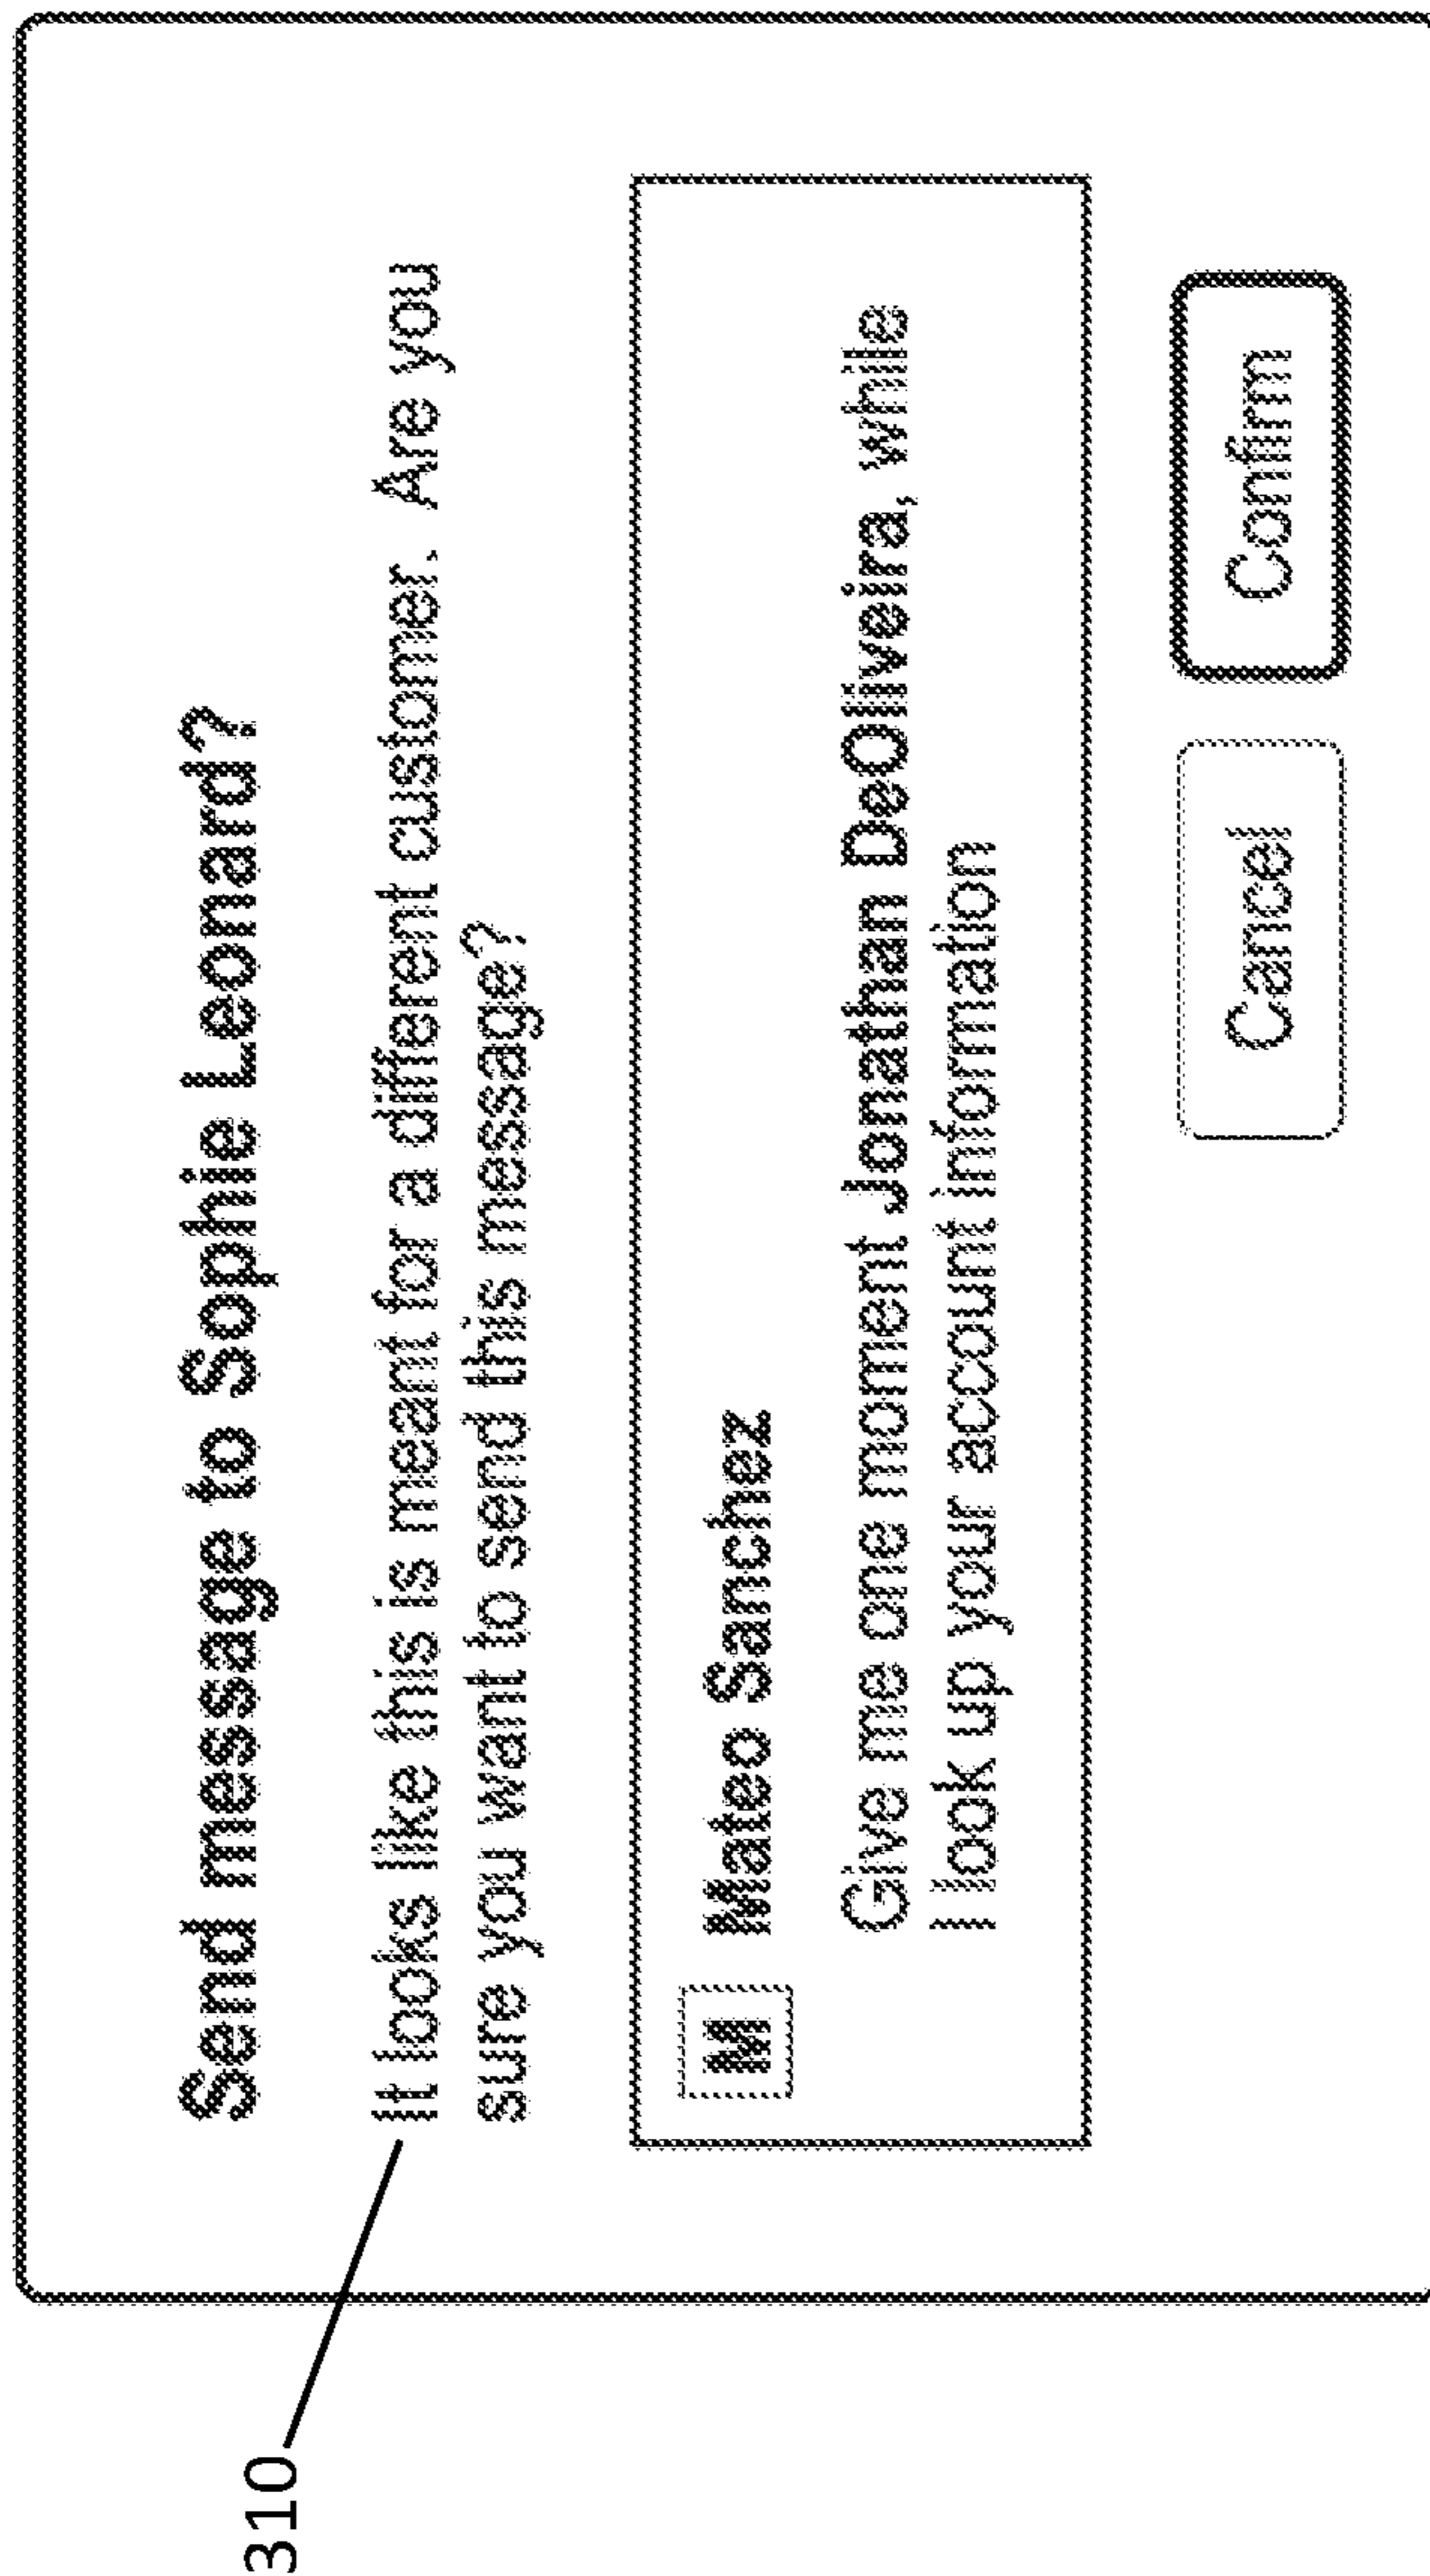 Send message to Sophie Leonard?
It looks like this is meant for a different customer. Are you
sure you want to send this message?
M Mateo Sanchez
Give me one moment Jonathan DeOliveira, while
I look up your account information
Cancel Confirm
310